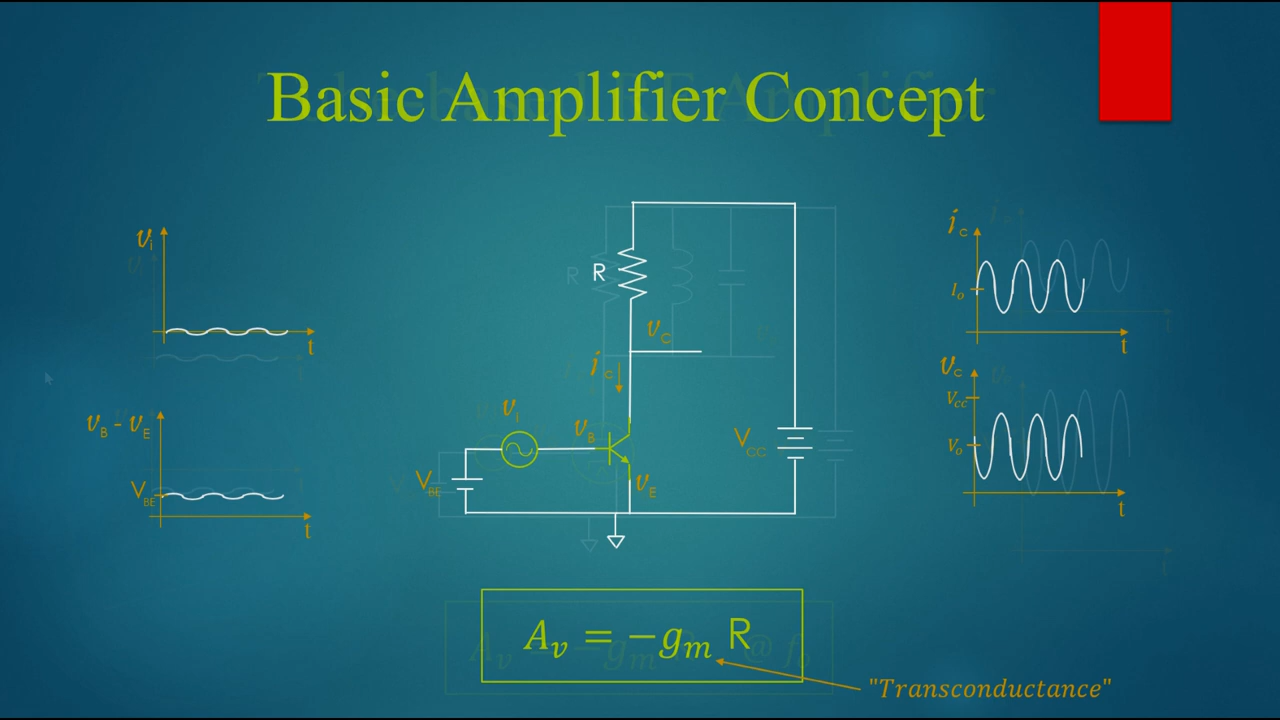 Basic Amplifier Concept
vi
t
vB - vE
VBE
t
R
vC
iC
vi
vB
VBE
vE
VCC
iC
Io
t
vC
Vcc
Vo
t
Av = −gm R
"Transconductance"